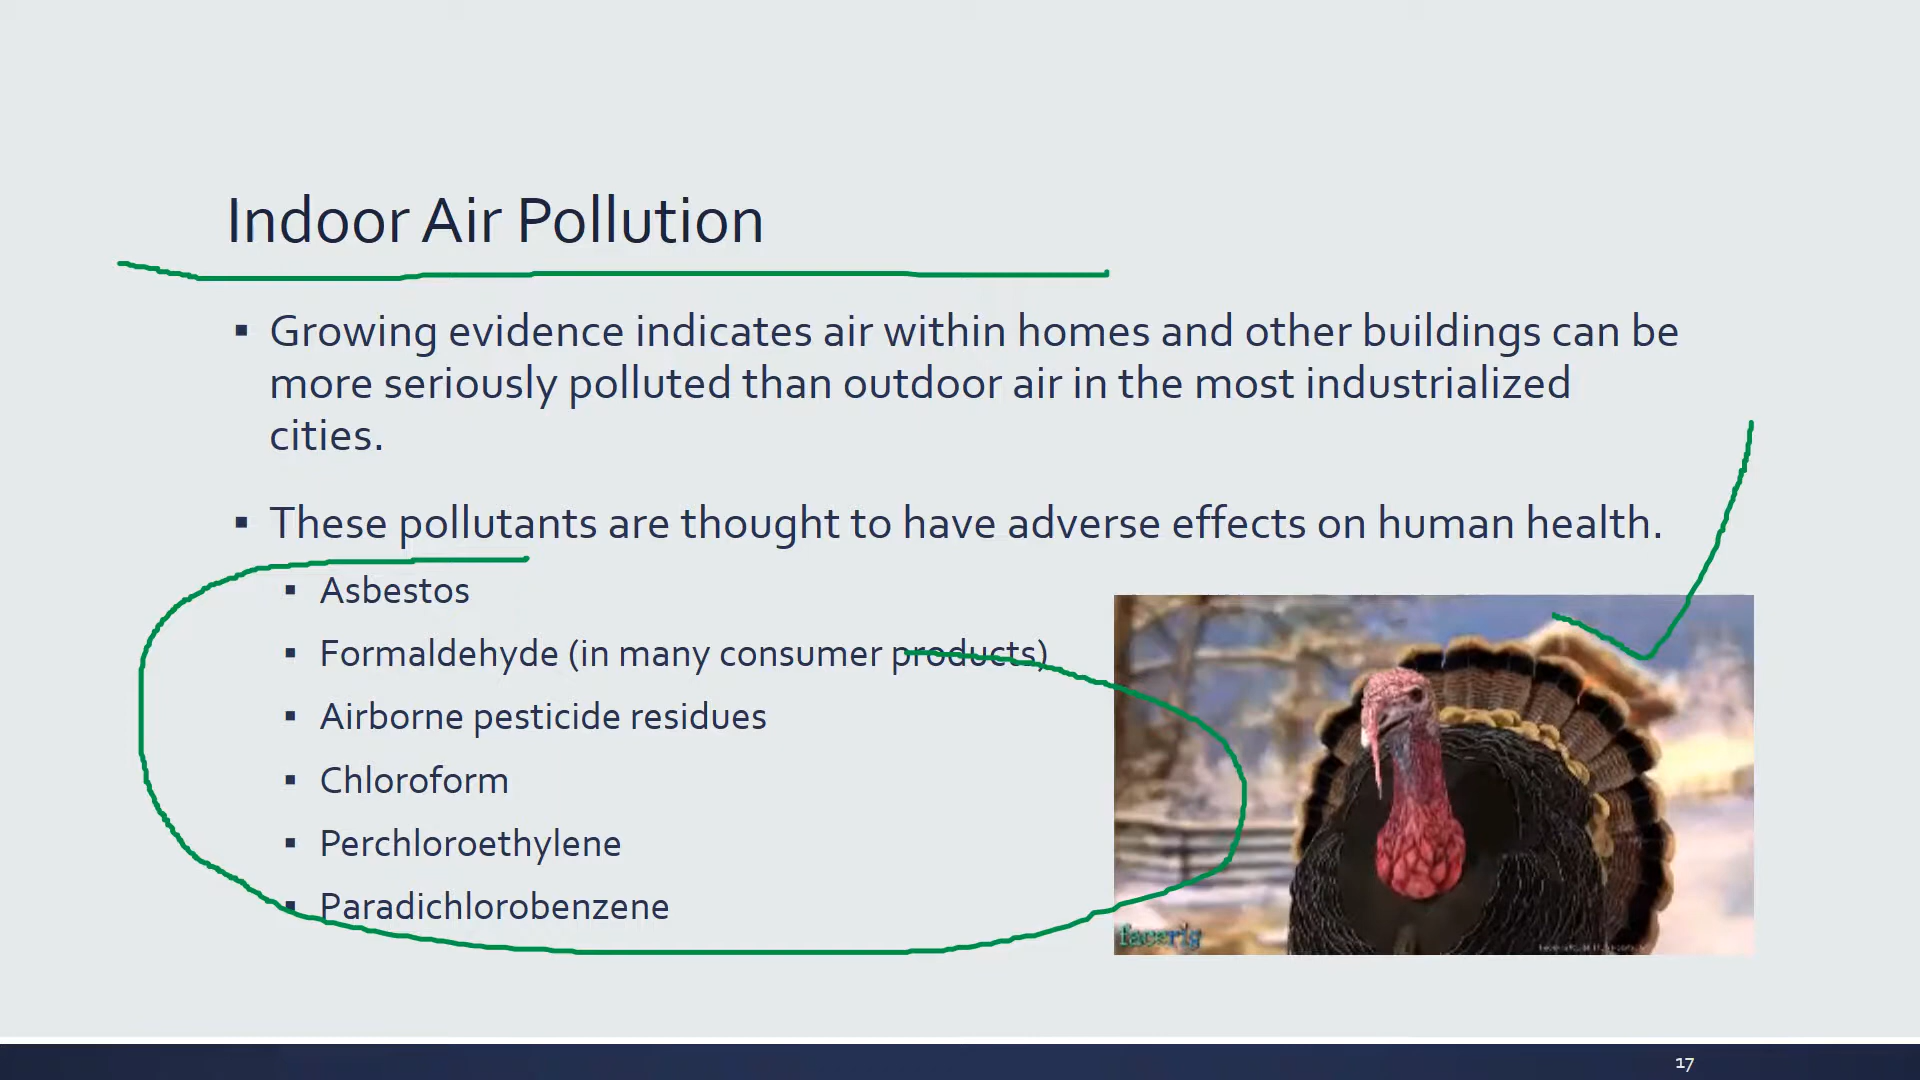 Indoor Air Pollution
▪ Growing evidence indicates air within homes and other buildings can be
more seriously polluted than outdoor air in the most industrialized
cities.
▪ These pollutants are thought to have adverse effects on human health.
▪ Asbestos
▪ Formaldehyde (in many consumer products)
▪ Airborne pesticide residues
▪ Chloroform
▪ Perchloroethylene
▪ Paradichlorobenzene
facerig
17